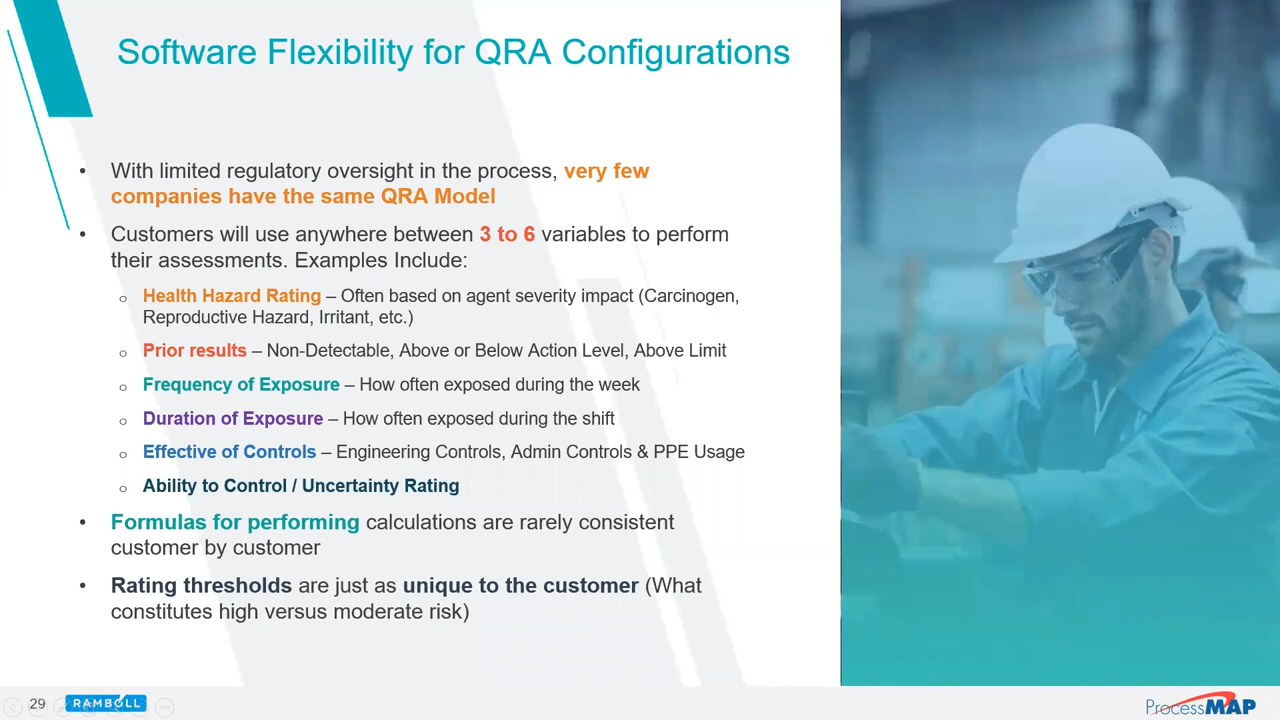 Software Flexibility for QRA Configurations
• With limited regulatory oversight in the process, very few
companies have the same QRA Model
• Customers will use anywhere between 3 to 6 variables to perform
their assessments. Examples Include:
o Health Hazard Rating – Often based on agent severity impact (Carcinogen,
Reproductive Hazard, Irritant, etc.)
o Prior results – Non-Detectable, Above or Below Action Level, Above Limit
o Frequency of Exposure – How often exposed during the week
o Duration of Exposure – How often exposed during the shift
o Effective of Controls – Engineering Controls, Admin Controls & PPE Usage
o Ability to Control / Uncertainty Rating
• Formulas for performing calculations are rarely consistent
customer by customer
• Rating thresholds are just as unique to the customer (What
constitutes high versus moderate risk)
29
RAMBOLL
ProcessMAP